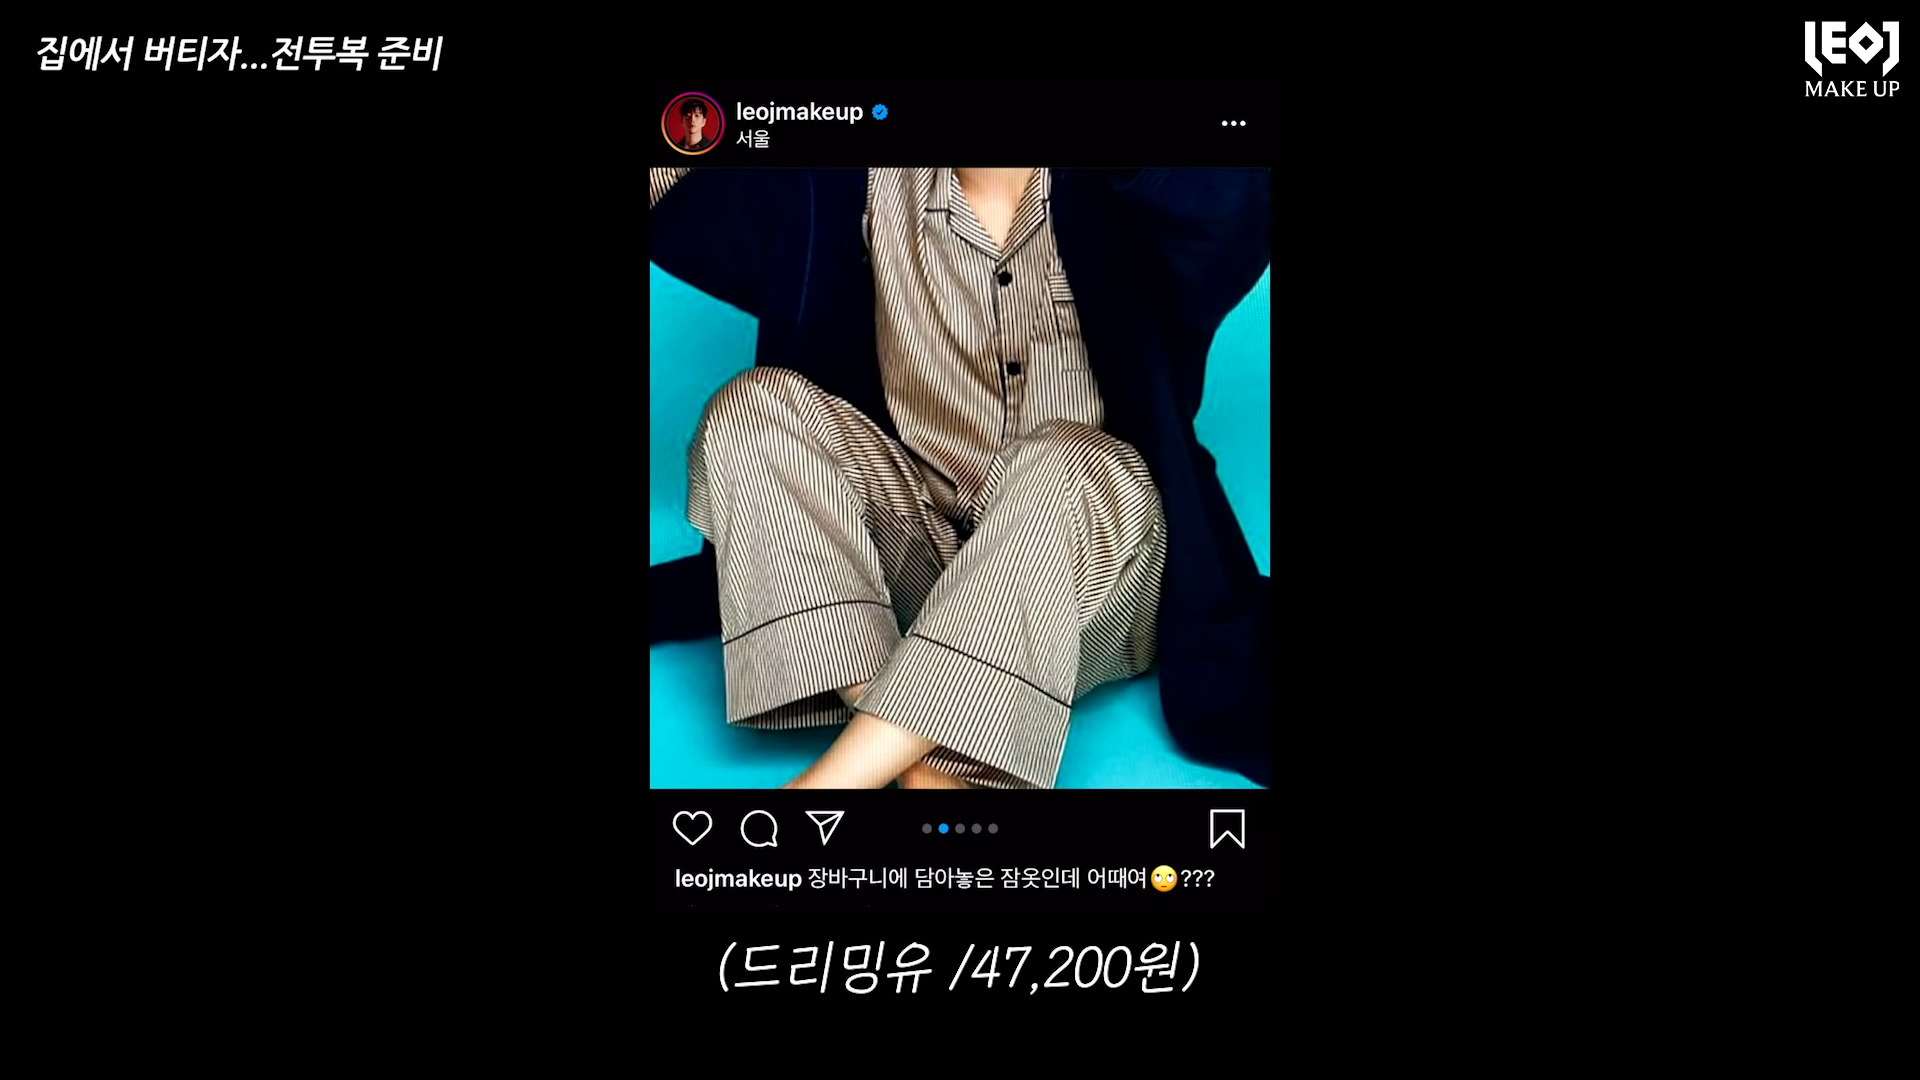 집에서 버티자...전투복 준비
LEOJ
MAKE UP
leojmakeup
서울
leojmakeup 장바구니에 담아놓은 잠옷인데 어때여🙄???
(드리밍유 /47,200원)